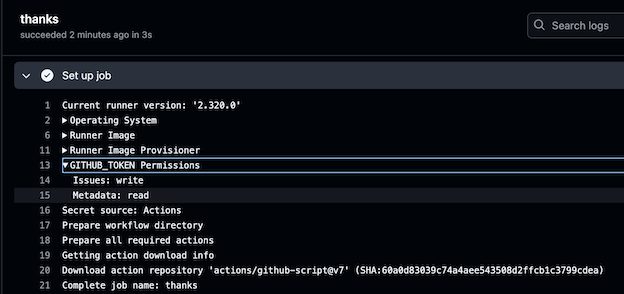 thanks
succeeded 2 minutes ago in 3s
Search logs
Set up job
1 Current runner version: '2.320.0'
2 Operating System
6 Runner Image
11 Runner Image Provisioner
13 GITHUB_TOKEN Permissions
14 Issues: write
15 Metadata: read
16 Secret source: Actions
17 Prepare workflow directory
18 Prepare all required actions
19 Getting action download info
20 Download action repository 'actions/github-script@v7' (SHA:60a0d83039c74a4aee543508d2ffcb1c3799cdea)
21 Complete job name: thanks